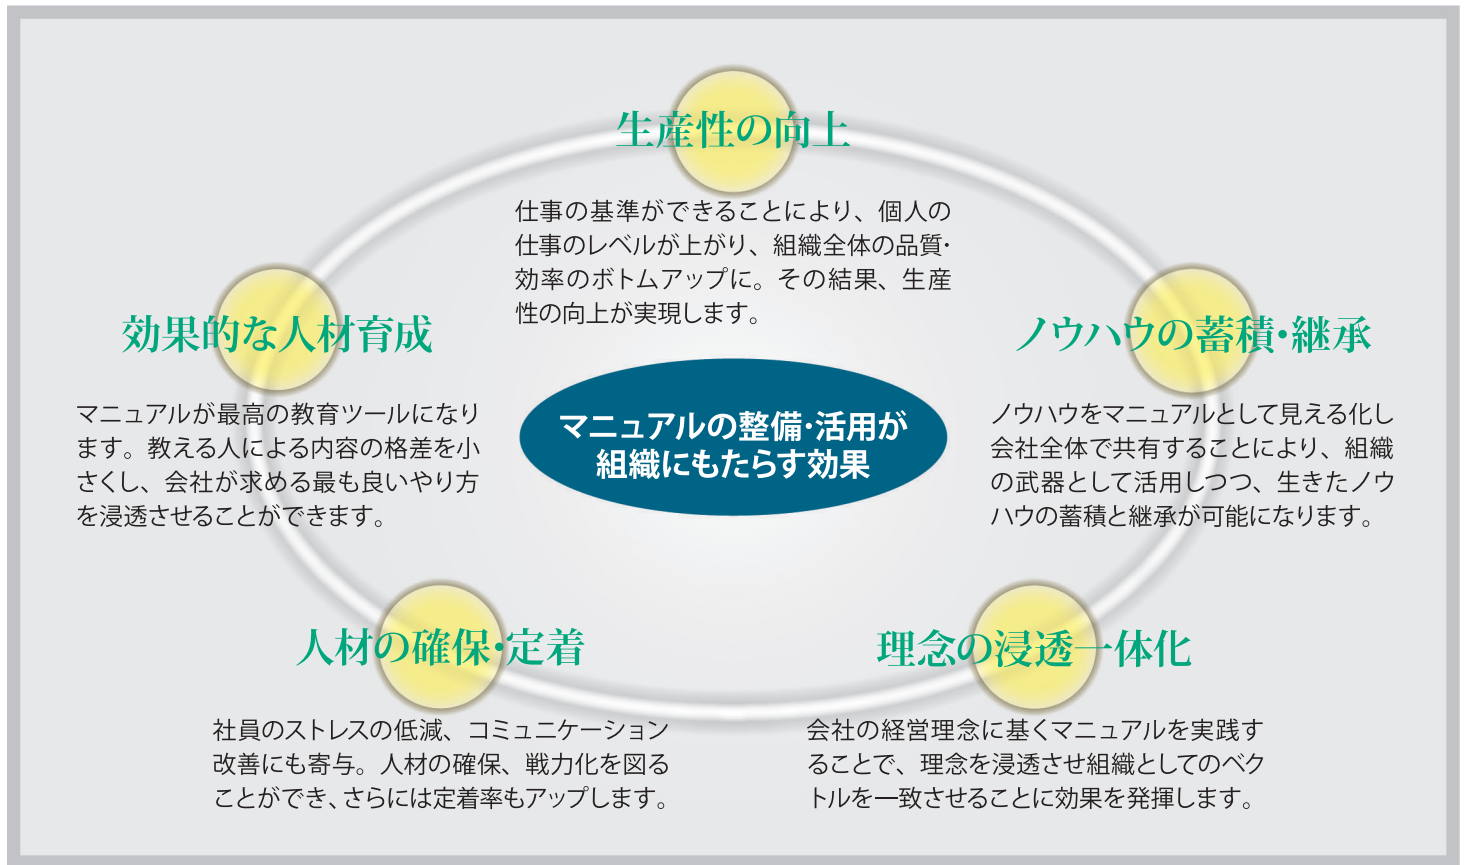 生産性の向上
仕事の基準ができることにより、個人の
仕事のレベルが上がり、組織全体の品質・
効率のボトムアップに。その結果、生産
性の向上が実現します。
効果的な人材育成
マニュアルが最高の教育ツールになり
ます。教える人による内容の格差を小
さくし、会社が求める最も良いやり方
を浸透させることができます。
マニュアルの整備・活用が
組織にもたらす効果
ノウハウの蓄積・継承
ノウハウをマニュアルとして見える化し
会社全体で共有することにより、組織
の武器として活用しつつ、生きたノウ
ハウの蓄積と継承が可能になります。
人材の確保・定着
社員のストレスの低減、コミュニケーション
改善にも寄与。人材の確保、戦力化を図る
ことができ、さらには定着率もアップします。
理念の浸透一体化
会社の経営理念に基くマニュアルを実践す
ることで、理念を浸透させ組織としてのベク
トルを一致させることに効果を発揮します。